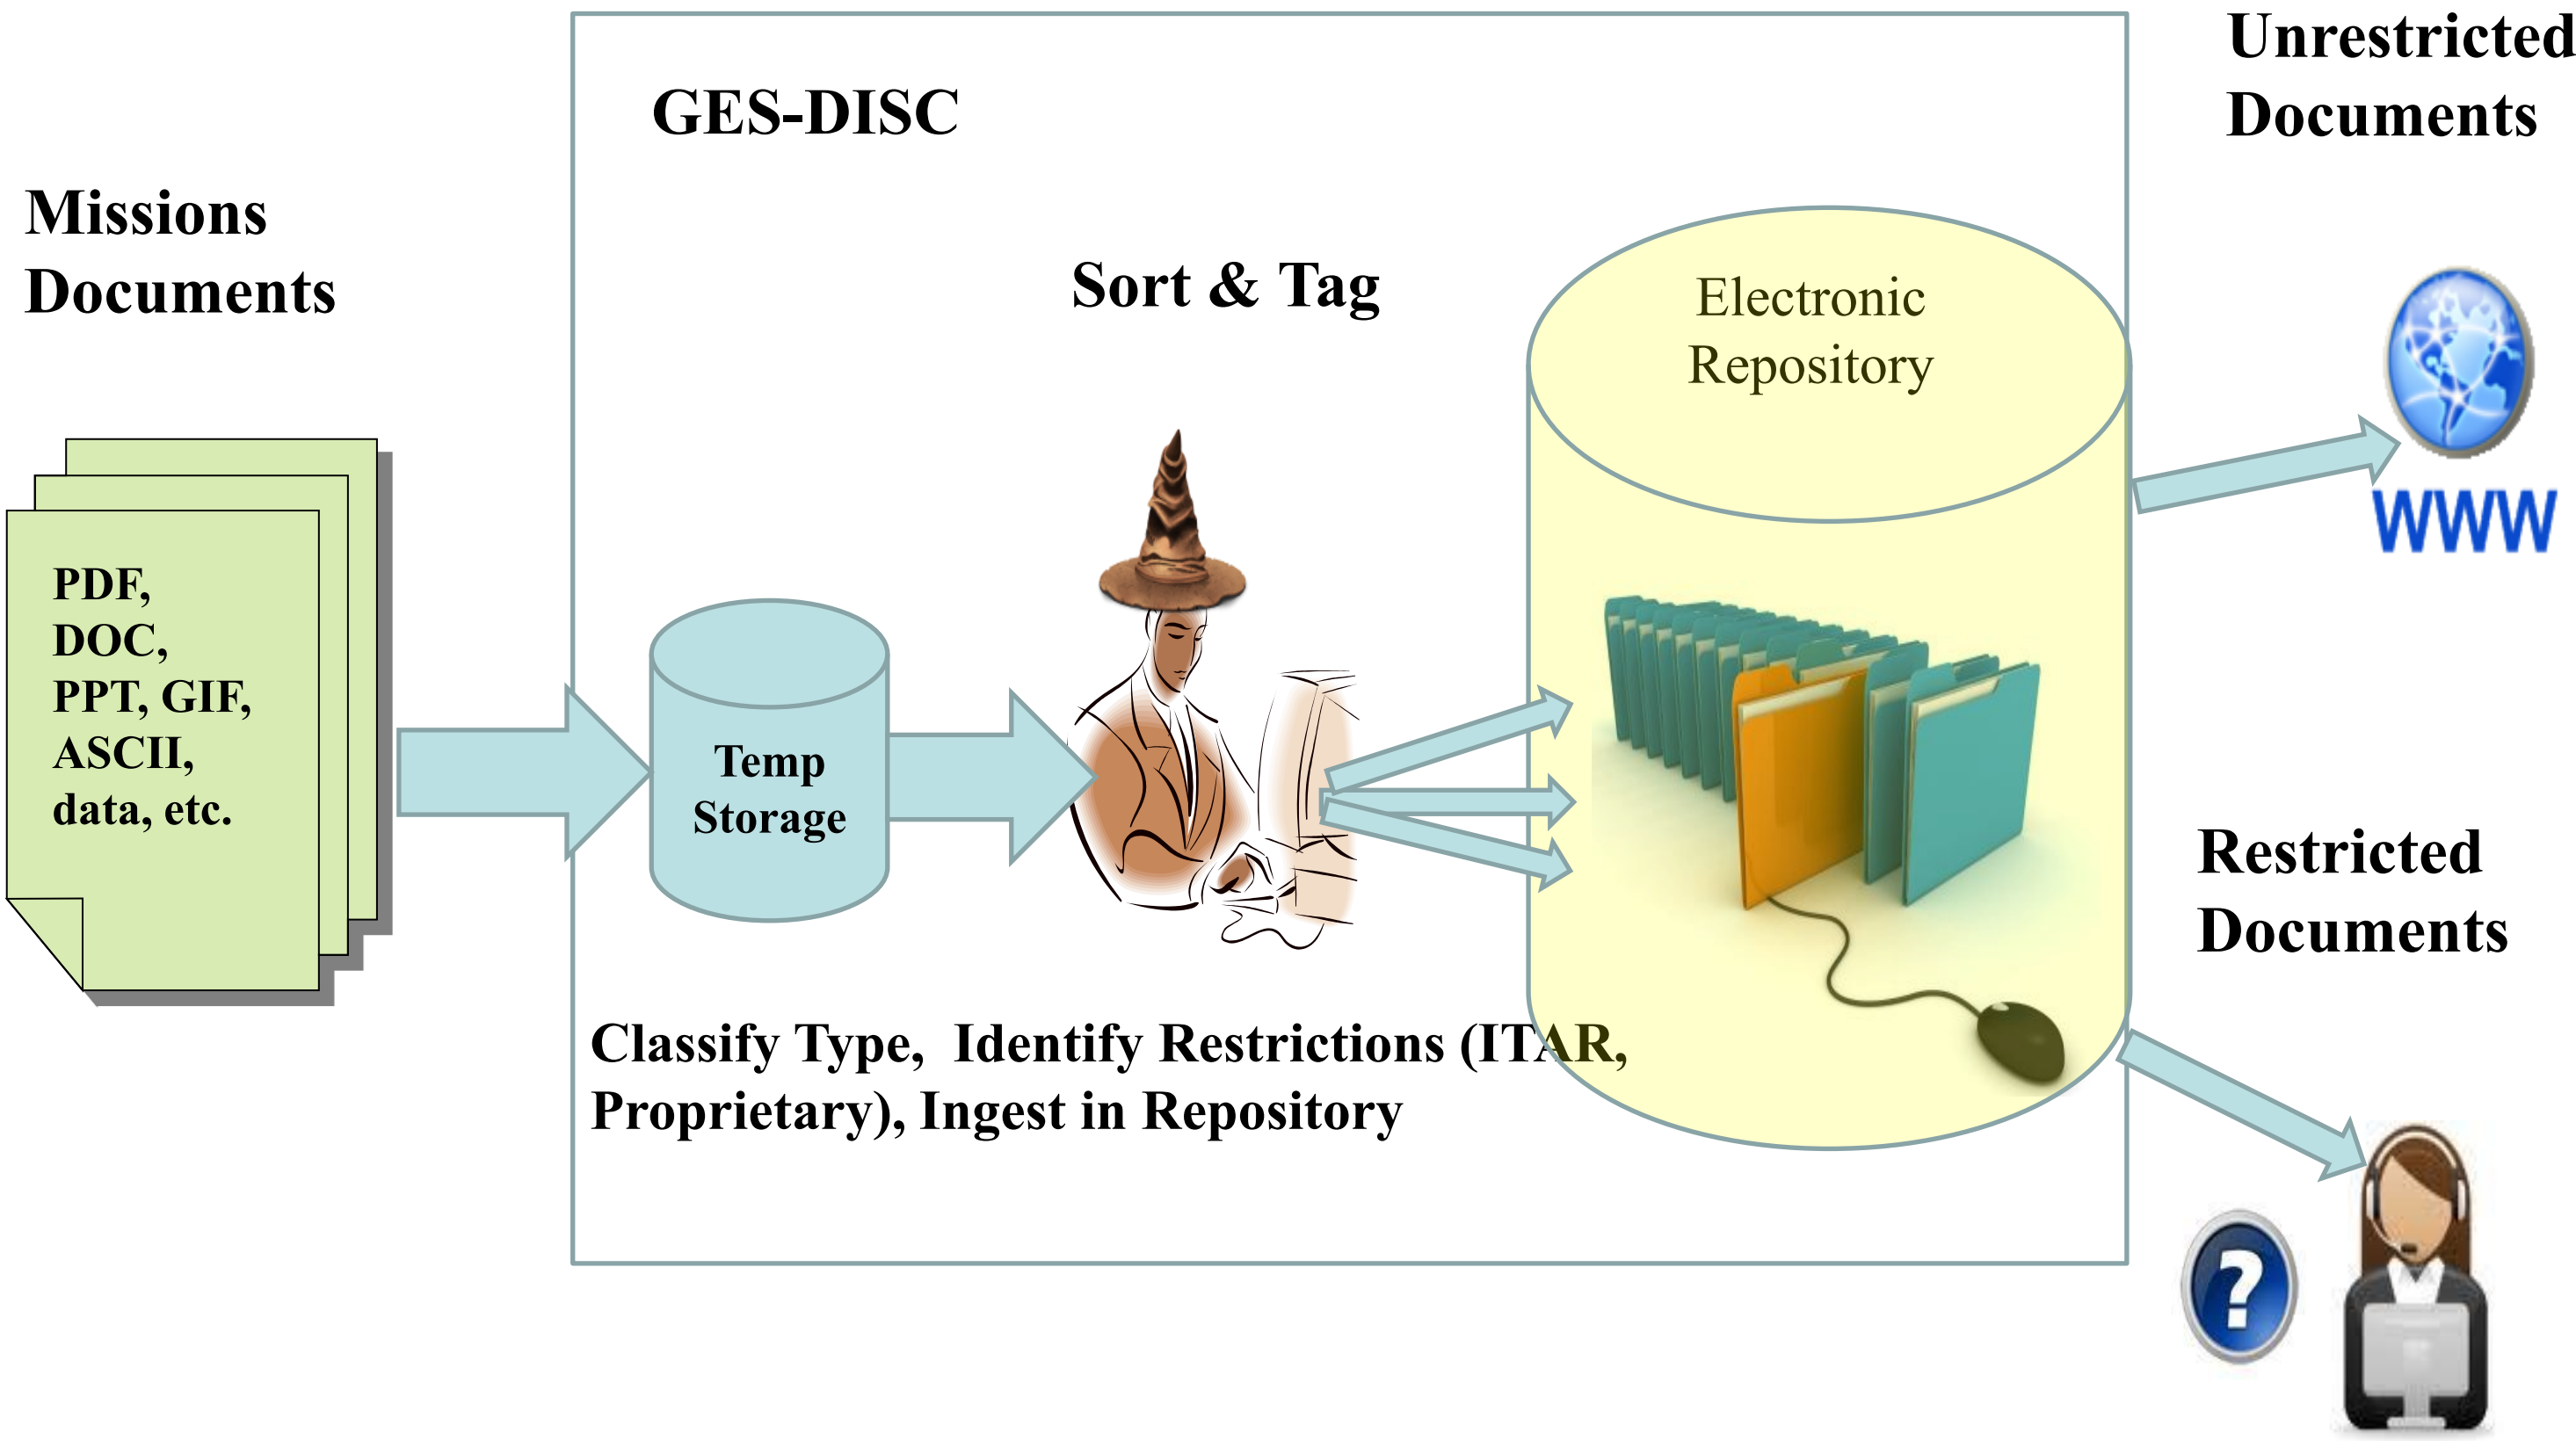 Missions
Documents
PDF,
DOC,
PPT, GIF,
ASCII,
data, etc.
GES-DISC
Temp
Storage
Sort & Tag
Classify Type,  Identify Restrictions (ITAR,
Proprietary), Ingest in Repository
Electronic
Repository
Unrestricted
Documents
WWW
Restricted
Documents
?